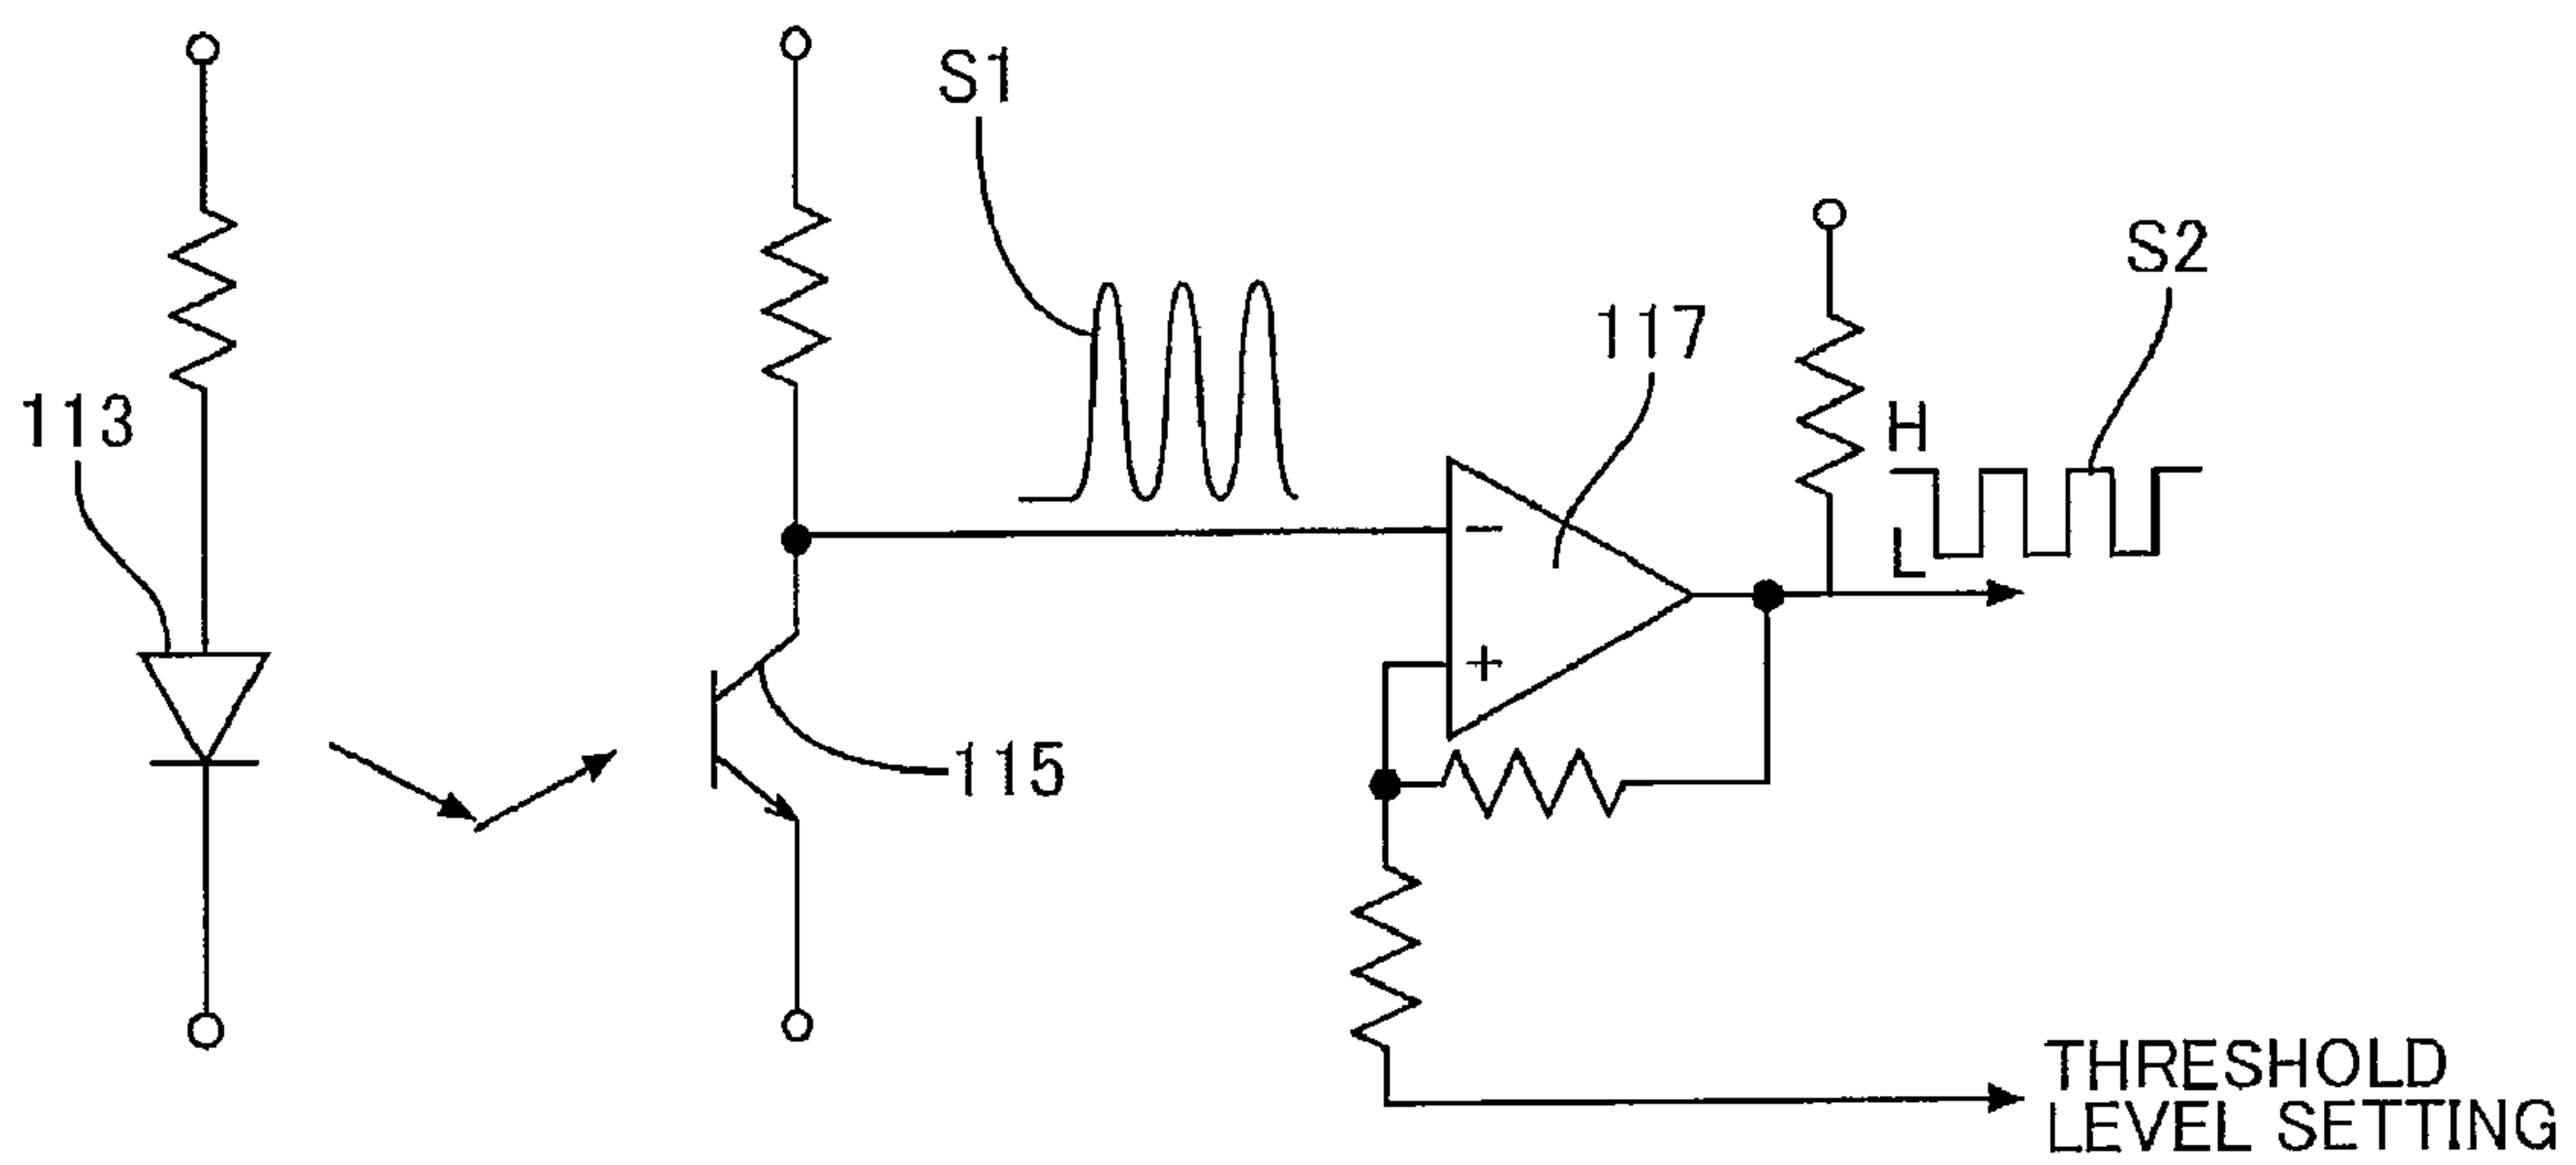 S1
S2
117
H
113
L
−
+
115
THRESHOLD
LEVEL SETTING